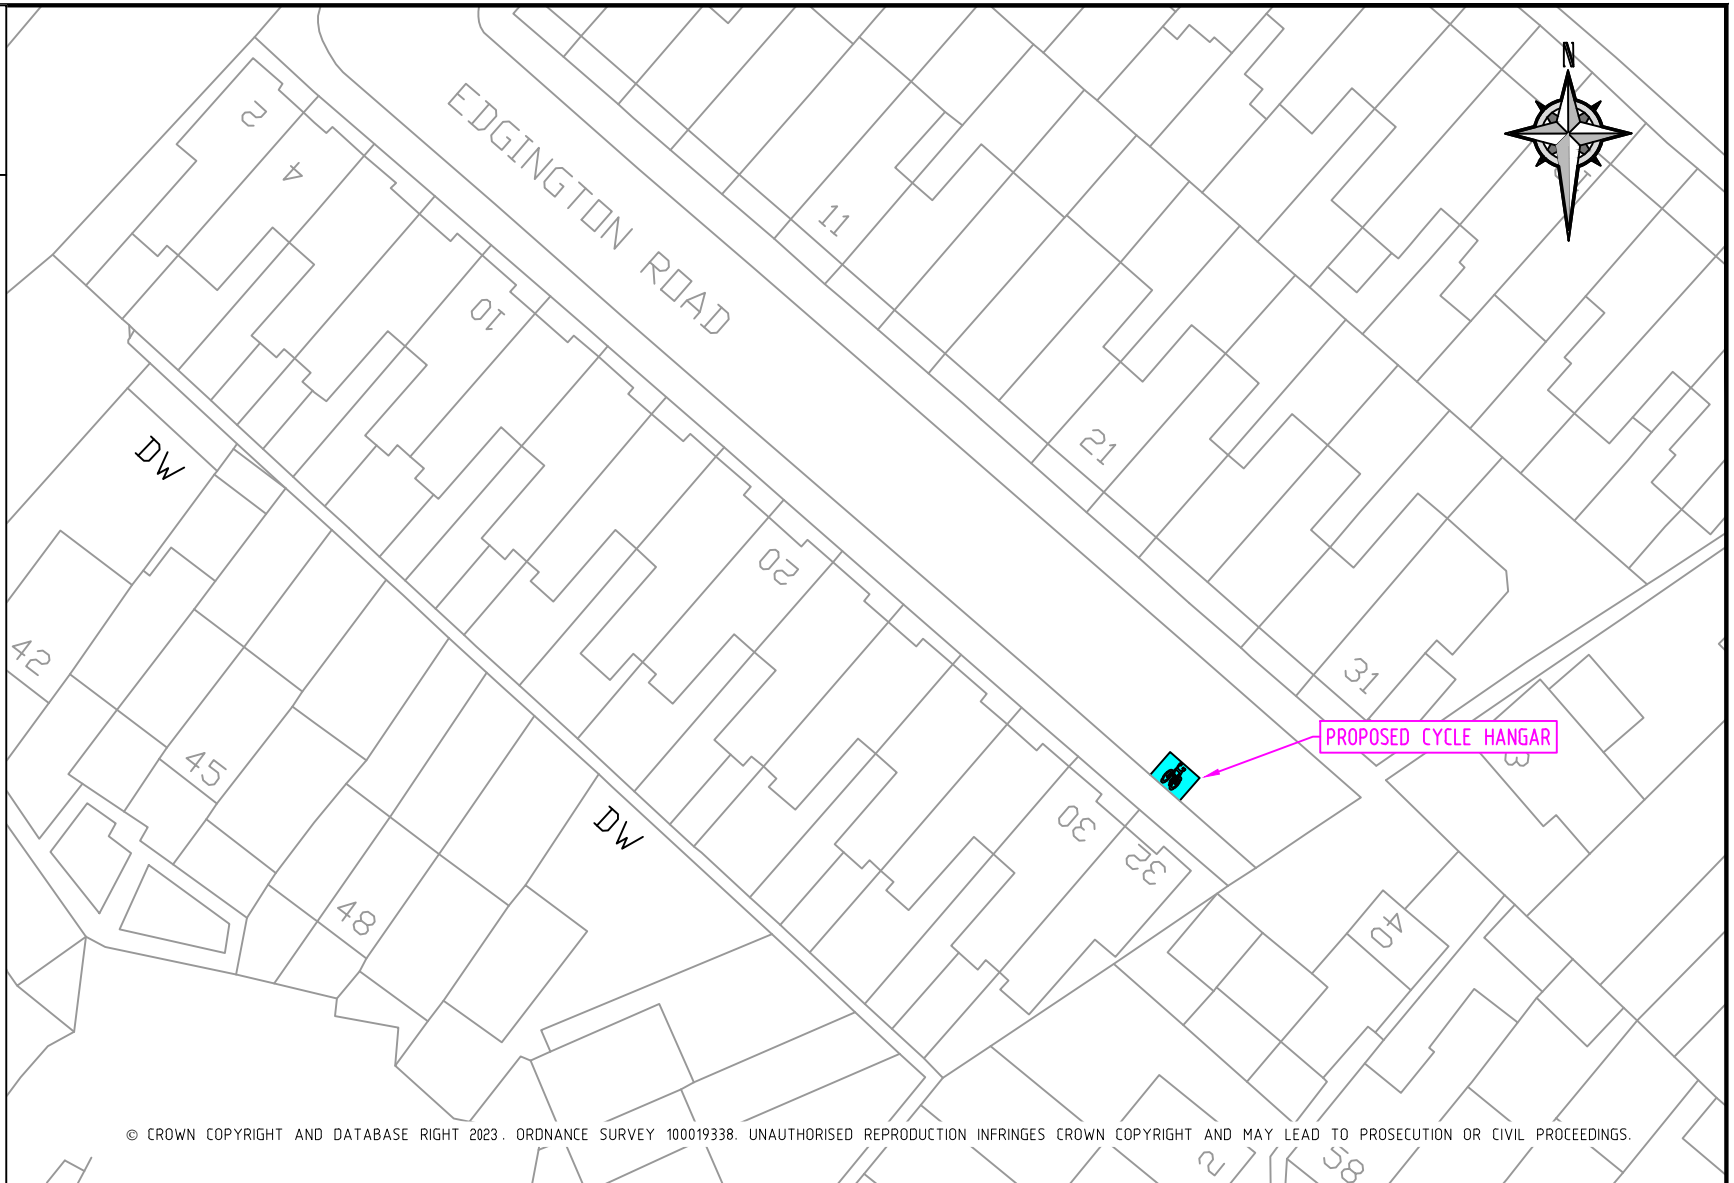 N
2
4
EDGINGTON ROAD
11
10
DW
21
20
42
31
PROPOSED CYCLE HANGAR
3
45
DW
30
32
48
40
© CROWN COPYRIGHT AND DATABASE RIGHT 2023. ORDNANCE SURVEY 100019338. UNAUTHORISED REPRODUCTION INFRINGES CROWN COPYRIGHT AND MAY LEAD TO PROSECUTION OR CIVIL PROCEEDINGS.
2
58